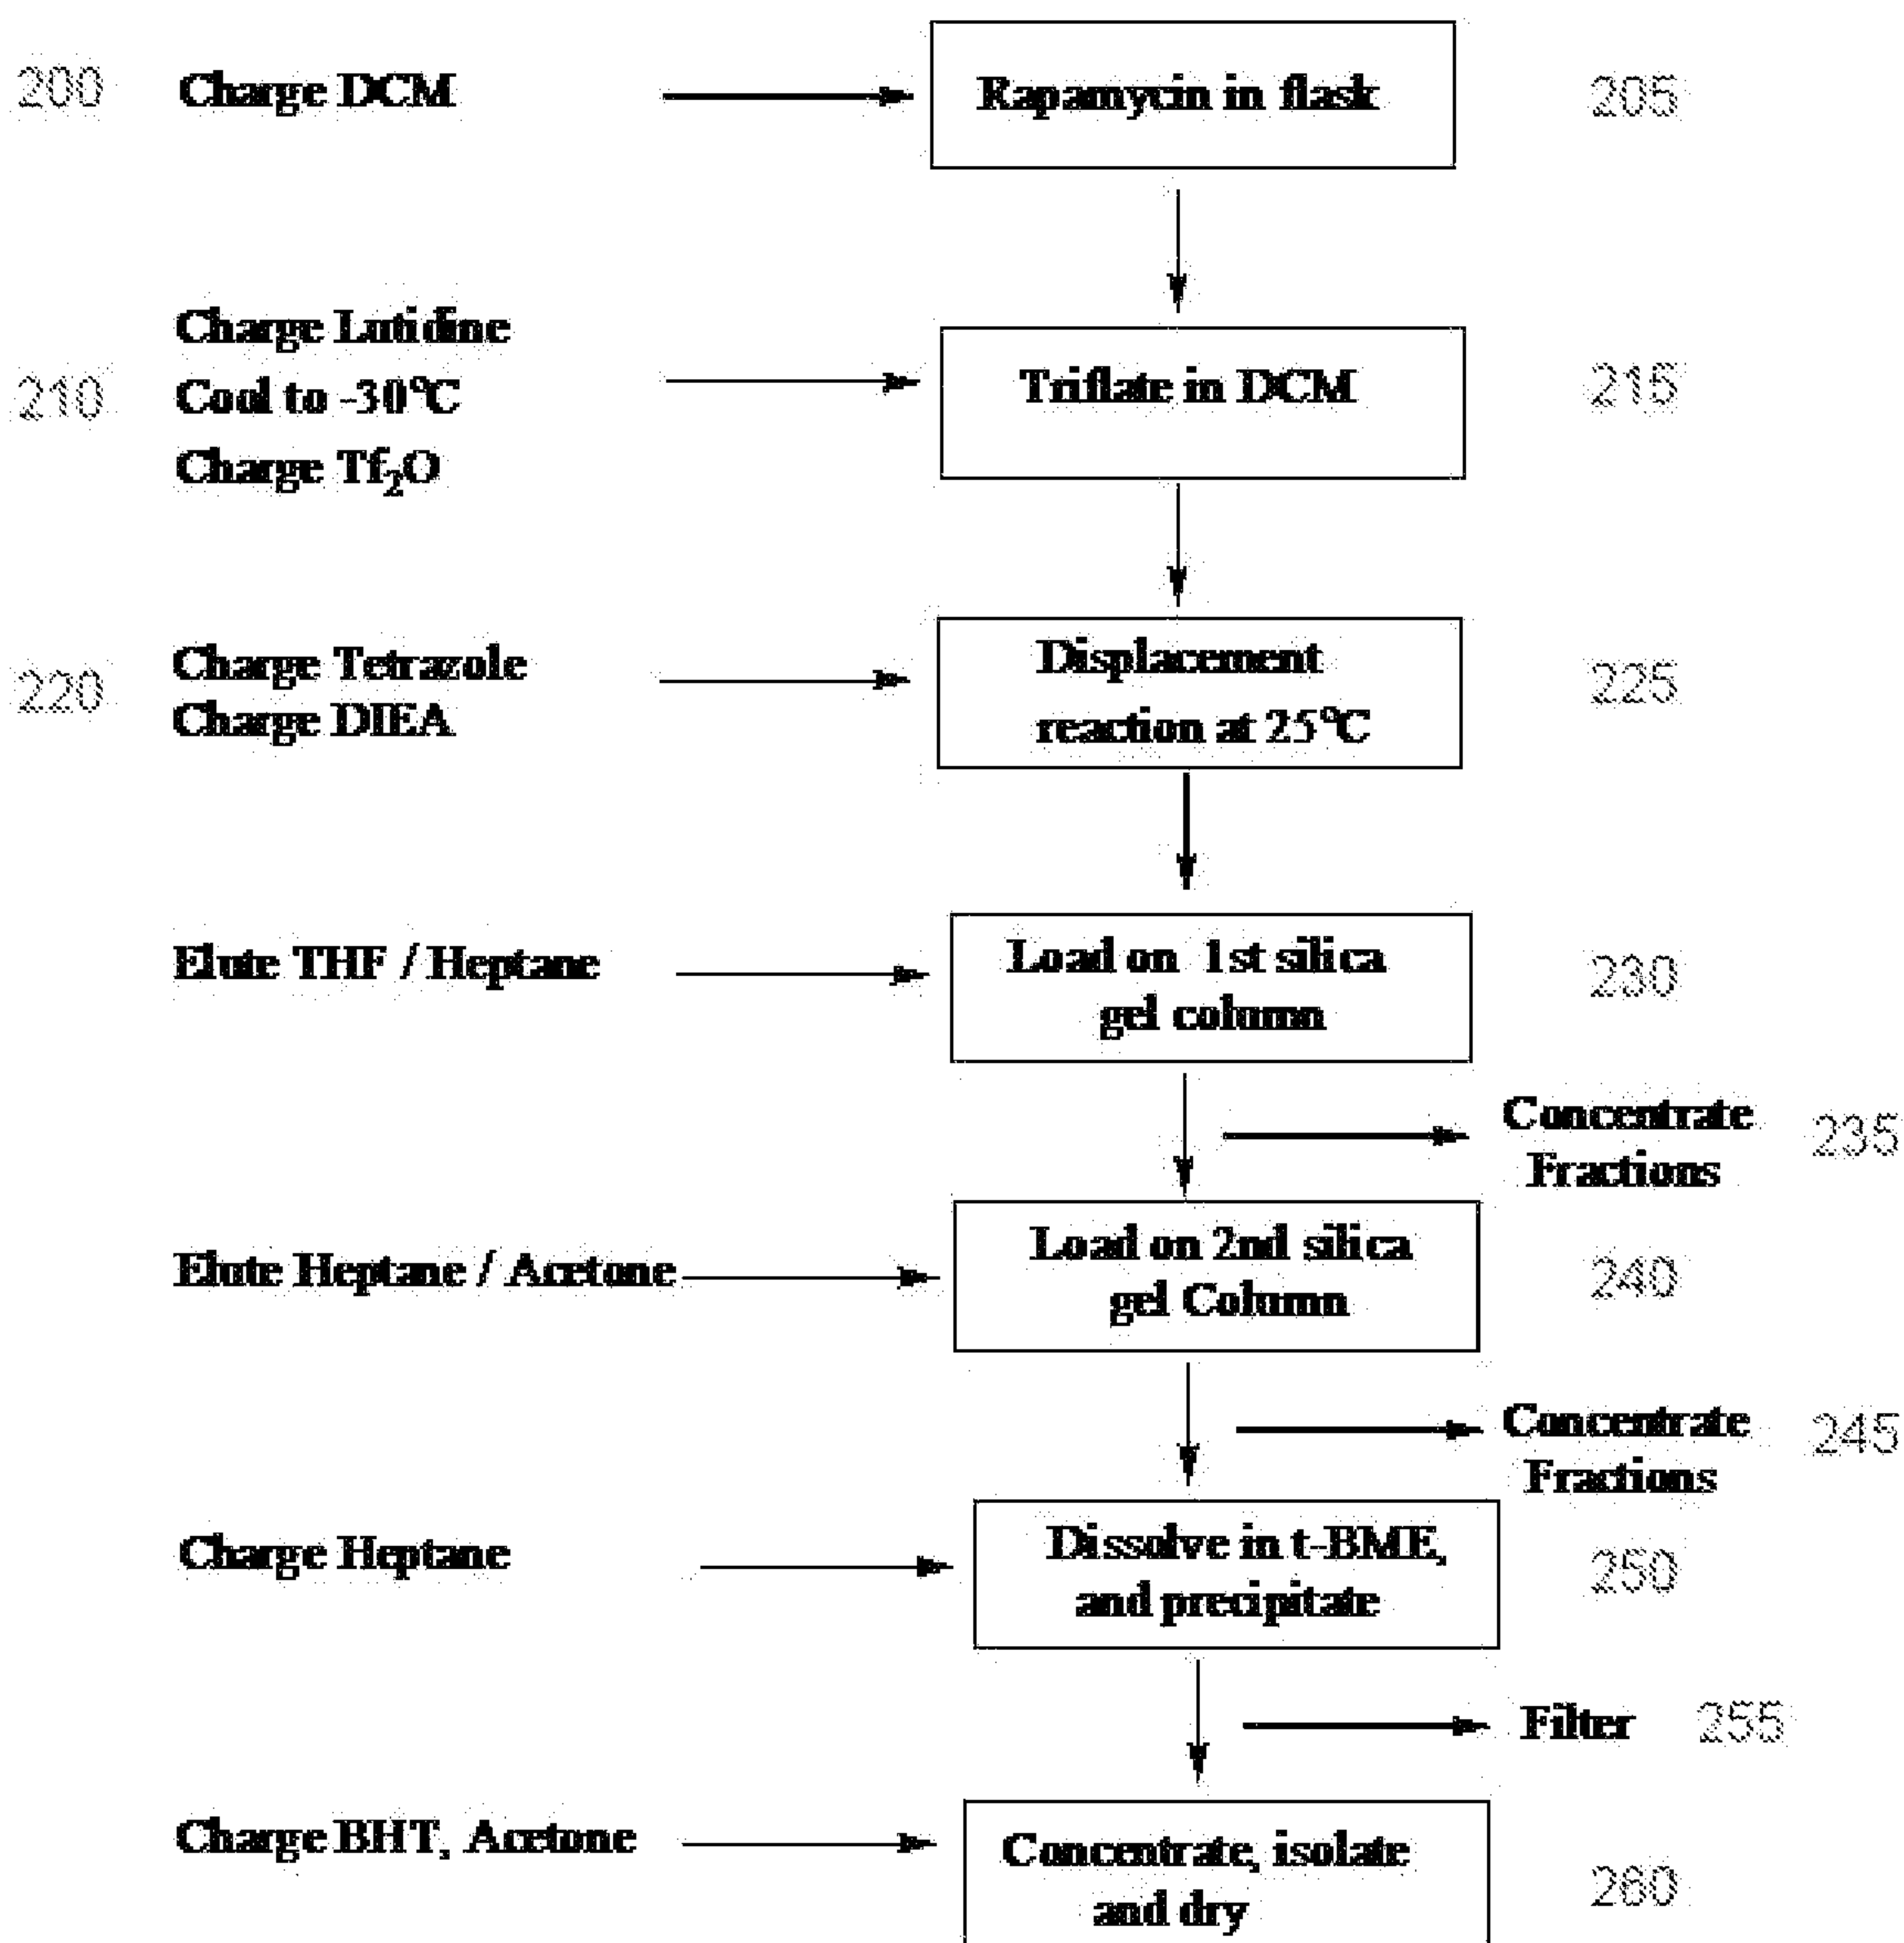 200 Charge DCM Rapamycin in flask 205
Charge Lutidine
Cool to -30°C
Charge Tf₂O
210
Triflate in DCM 215
220
Charge Tetrazole
Charge DIEA
Displacement
reaction at 25°C
225
Elute THF / Heptane
Load on 1st silica
gel column
230
Concentrate
Fractions
235
Elute Heptane / Acetone
Load on 2nd silica
gel Column
240
Concentrate
Fractions
245
Charge Heptane
Dissolve in t-BME,
and precipitate
250
Filter 255
Charge BHT, Acetone
Concentrate, isolate
and dry
260